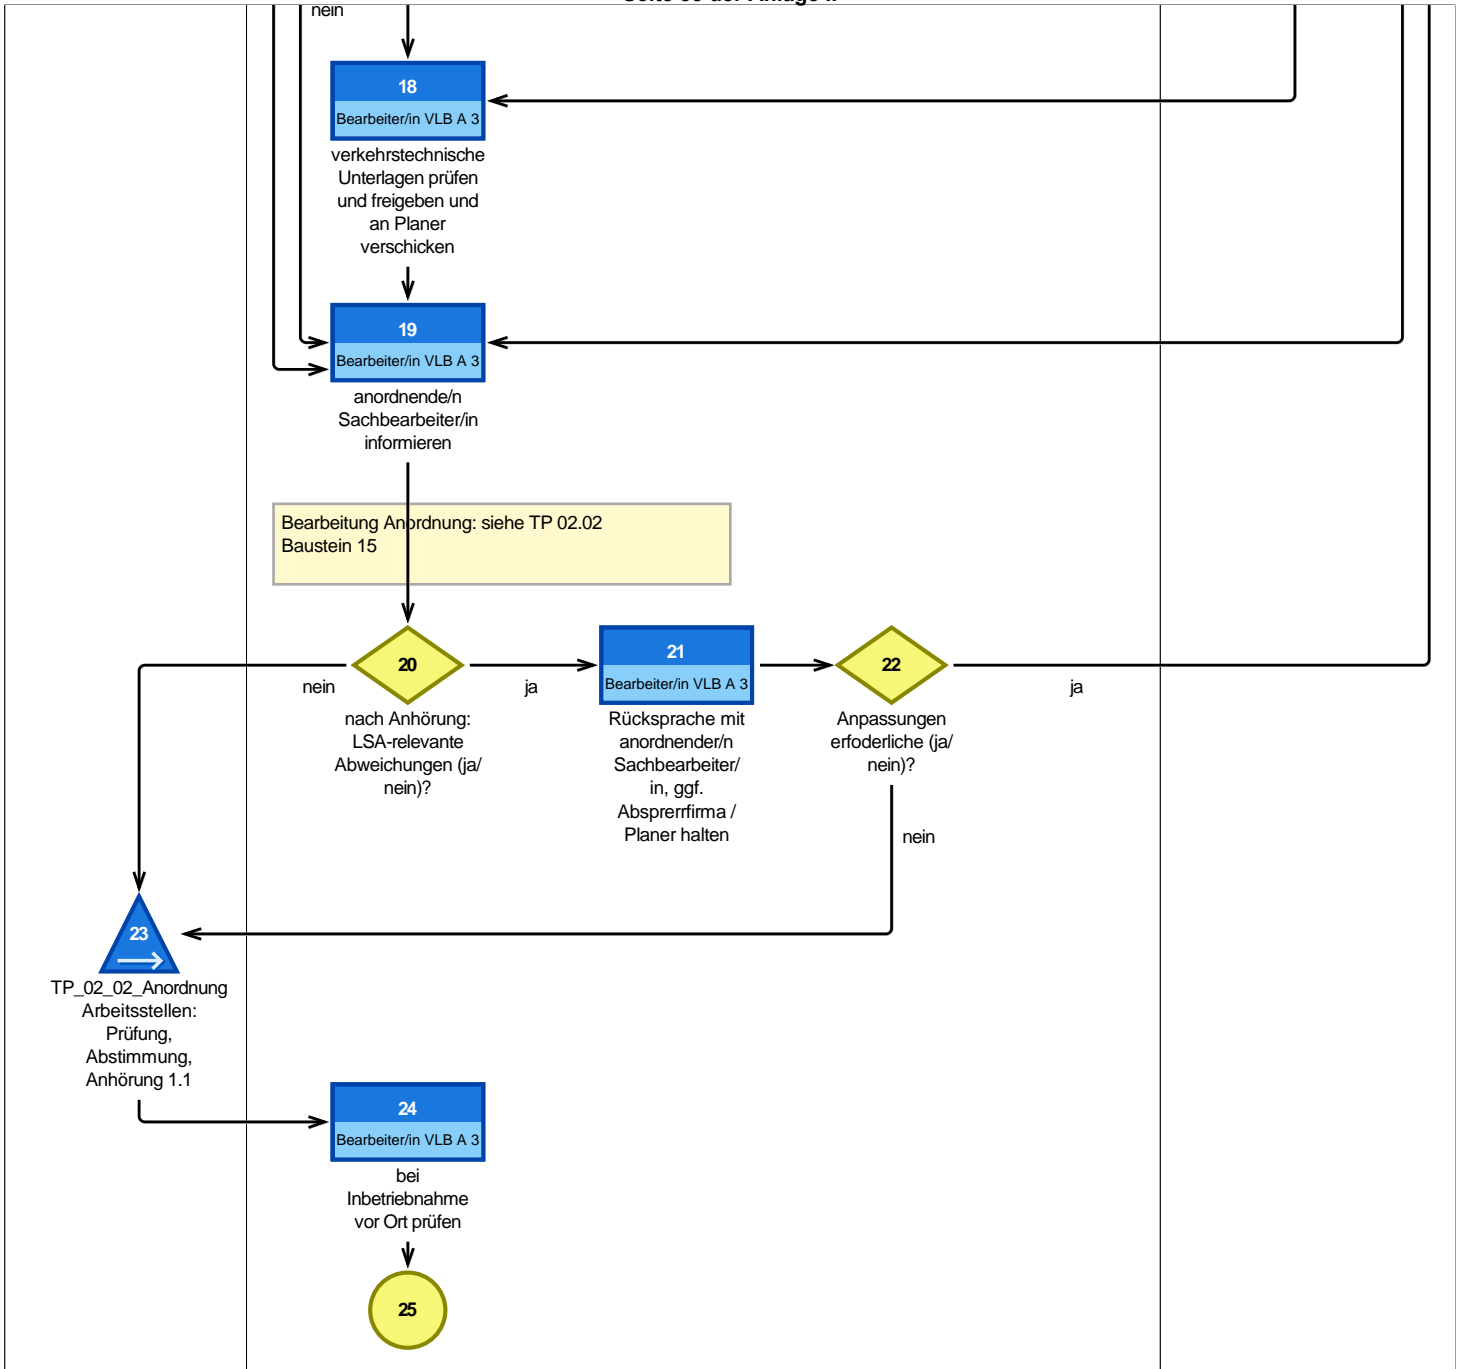 nein
18
Bearbeiter/in VLB A 3
verkehrstechnische
Unterlagen prüfen
und freigeben und
an Planer
verschicken
19
Bearbeiter/in VLB A 3
anordnende/n
Sachbearbeiter/in
informieren
Bearbeitung Anordnung: siehe TP 02.02
Baustein 15
20
nein
ja
nach Anhörung:
LSA-relevante
Abweichungen (ja/
nein)?
21
Bearbeiter/in VLB A 3
Rücksprache mit
anordnender/n
Sachbearbeiter/
in, ggf.
Absprerrfirma /
Planer halten
22
ja
Anpassungen
erfoderliche (ja/
nein)?
nein
23
TP_02_02_Anordnung
Arbeitsstellen:
Prüfung,
Abstimmung,
Anhörung 1.1
24
Bearbeiter/in VLB A 3
bei
Inbetriebnahme
vor Ort prüfen
25